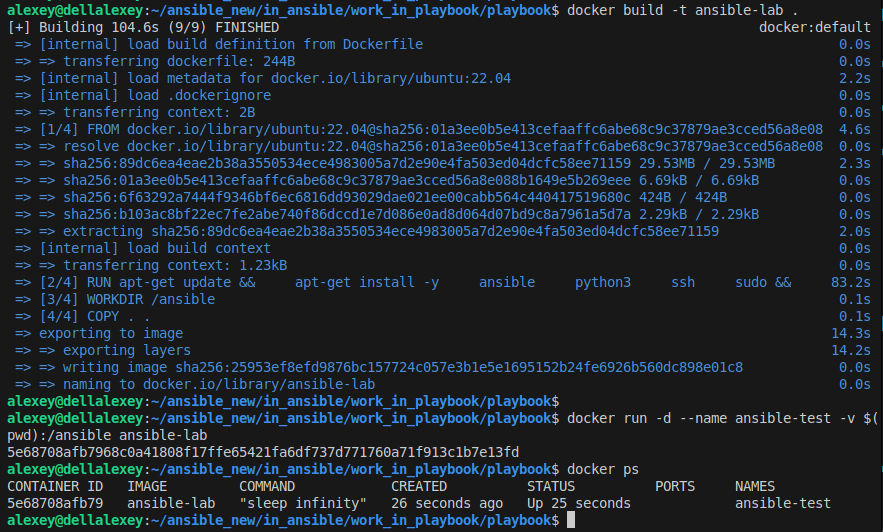 alexey@dellalexey:~/ansible_new/in_ansible/work_in_playbook/playbook$ docker build -t ansible-lab .
[+] Building 104.6s (9/9) FINISHED docker:default
=> [internal] load build definition from Dockerfile 0.0s
=> => transferring dockerfile: 244B 0.0s
=> [internal] load metadata for docker.io/library/ubuntu:22.04 2.2s
=> [internal] load .dockerignore 0.0s
=> => transferring context: 2B 0.0s
=> [1/4] FROM docker.io/library/ubuntu:22.04@sha256:01a3ee0b5e413cefaaffc6abe68c9c37879ae3cced56a8e08 4.6s
=> => resolve docker.io/library/ubuntu:22.04@sha256:01a3ee0b5e413cefaaffc6abe68c9c37879ae3cced56a8e08 0.0s
=> => sha256:89dc6ea4eae2b38a3550534ece4983005a7d2e90e4fa503ed04dcfc58ee71159 29.53MB / 29.53MB 2.3s
=> => sha256:01a3ee0b5e413cefaaffc6abe68c9c37879ae3cced56a8e088b1649e5b269eee 6.69kB / 6.69kB 0.0s
=> => sha256:6f63292a7444f9346bf6ec6816dd93029dae021ee00cabb564c440417519680c 424B / 424B 0.0s
=> => sha256:b103ac8bf22ec7fe2abe740f86dccd1e7d086e0ad8d064d07bd9c8a7961a5d7a 2.29kB / 2.29kB 0.0s
=> => extracting sha256:89dc6ea4eae2b38a3550534ece4983005a7d2e90e4fa503ed04dcfc58ee71159 2.0s
=> [internal] load build context 0.0s
=> => transferring context: 1.23kB 0.0s
=> [2/4] RUN apt-get update && apt-get install -y ansible python3 ssh sudo && 83.2s
=> [3/4] WORKDIR /ansible 0.1s
=> [4/4] COPY . . 0.1s
=> exporting to image 14.3s
=> => exporting layers 14.2s
=> => writing image sha256:25953ef8efd9876bc157724c057e3b1e5e1695152b24fe6926b560dc898e01c8 0.0s
=> => naming to docker.io/library/ansible-lab 0.0s
alexey@dellalexey:~/ansible_new/in_ansible/work_in_playbook/playbook$
alexey@dellalexey:~/ansible_new/in_ansible/work_in_playbook/playbook$ docker run -d --name ansible-test -v $(
pwd):/ansible ansible-lab
5e68708afb7968c0a41808f17ffe65421fa6df737d771760a71f913c1b7e13fd
alexey@dellalexey:~/ansible_new/in_ansible/work_in_playbook/playbook$ docker ps
CONTAINER ID IMAGE COMMAND CREATED STATUS PORTS NAMES
5e68708afb79 ansible-lab "sleep infinity" 26 seconds ago Up 25 seconds ansible-test
alexey@dellalexey:~/ansible_new/in_ansible/work_in_playbook/playbook$